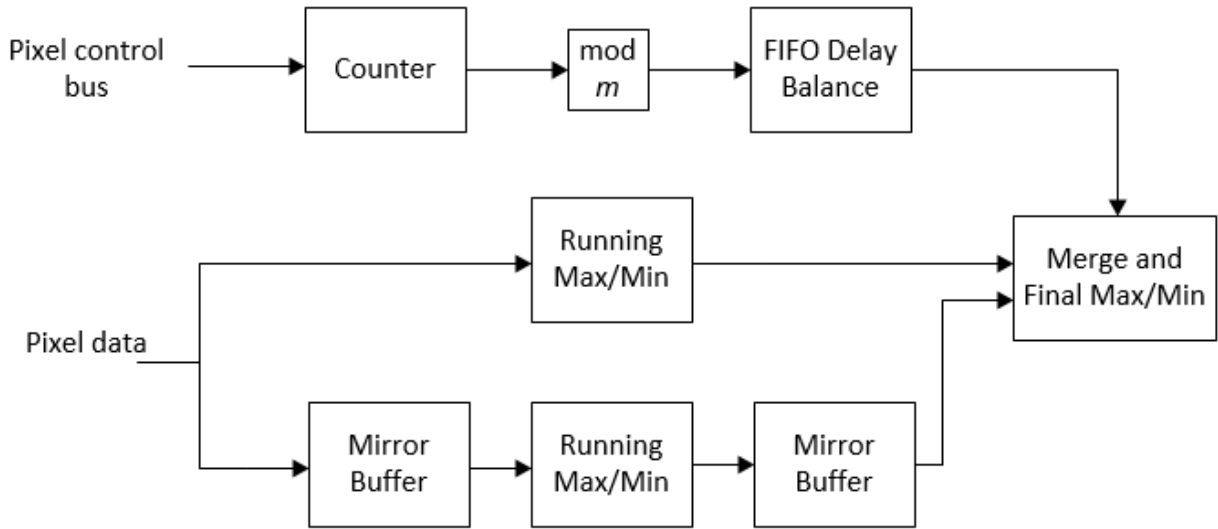 Pixel control
bus
Counter
mod
m
FIFO Delay
Balance
Running
Max/Min
Merge and
Final Max/Min
Pixel data
Mirror
Buffer
Running
Max/Min
Mirror
Buffer